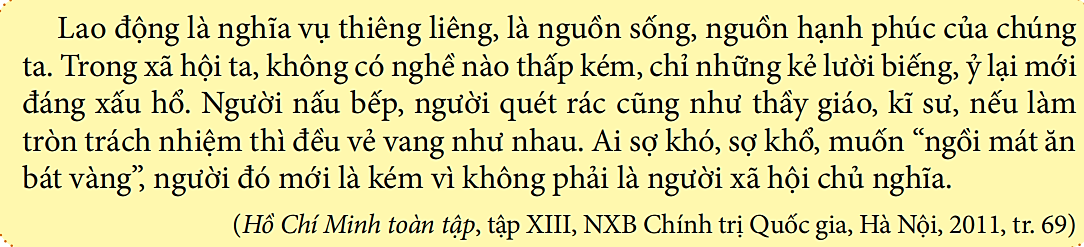 Lao động là nghĩa vụ thiêng liêng, là nguồn sống, nguồn hạnh phúc của chúng
ta. Trong xã hội ta, không có nghề nào thấp kém, chỉ những kẻ lười biếng, ỷ lại mới
đáng xấu hổ. Người nấu bếp, người quét rác cũng như thầy giáo, kĩ sư, nếu làm
tròn trách nhiệm thì đều vẻ vang như nhau. Ai sợ khó, sợ khổ, muốn “ngồi mát ăn
bát vàng”, người đó mới là kém vì không phải là người xã hội chủ nghĩa.
(Hồ Chí Minh toàn tập, tập XIII, NXB Chính trị Quốc gia, Hà Nội, 2011, tr. 69)